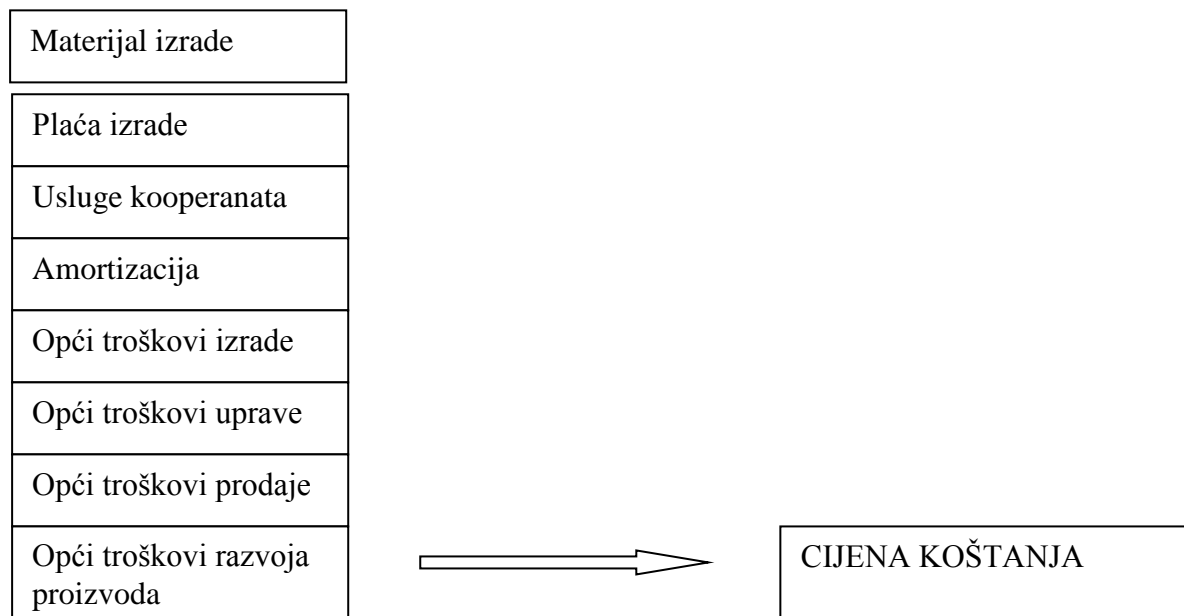 Materijal izrade
Plaća izrade
Usluge kooperanata
Amortizacija
Opći troškovi izrade
Opći troškovi uprave
Opći troškovi prodaje
Opći troškovi razvoja
proizvoda
CIJENA KOŠTANJA